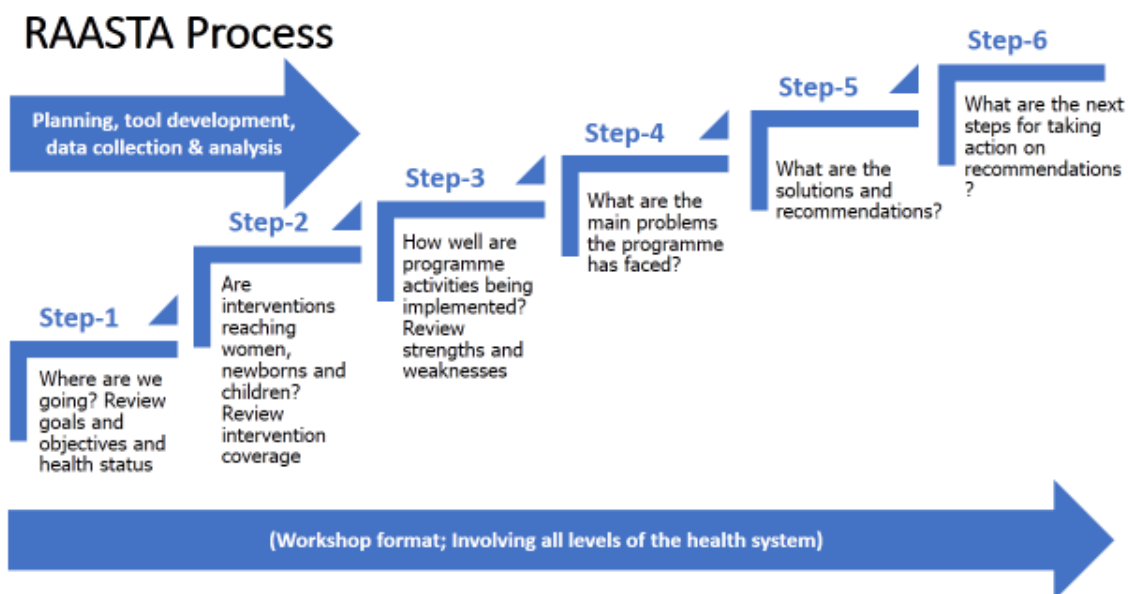 RAASTA Process
Planning, tool development,
data collection & analysis
Step-1
Where are we
going? Review
goals and
objectives and
health status
Step-2
Are
interventions
reaching
women,
newborns and
children?
Review
intervention
coverage
Step-3
How well are
programme
activities being
implemented?
Review
strengths and
weaknesses
Step-4
What are the
main problems
the programme
has faced?
Step-5
What are the
solutions and
recommendations?
Step-6
What are the next
steps for taking
action on
recommendations
?
(Workshop format; Involving all levels of the health system)